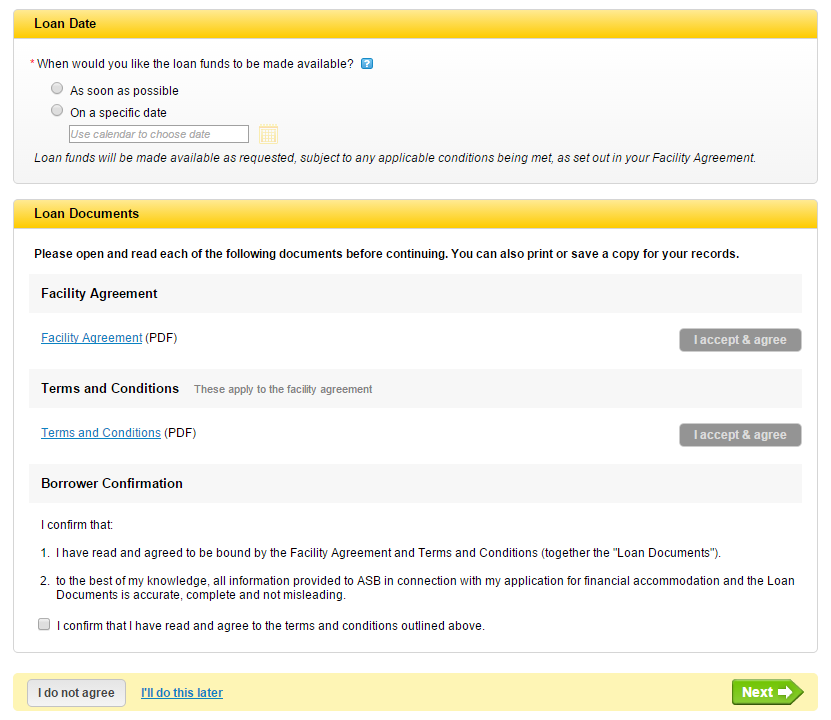 Loan Date
* When would you like the loan funds to be made available? ?
As soon as possible
On a specific date
Use calendar to choose date
Loan funds will be made available as requested, subject to any applicable conditions being met, as set out in your Facility Agreement.
Loan Documents
Please open and read each of the following documents before continuing. You can also print or save a copy for your records.
Facility Agreement
Facility Agreement (PDF)
I accept & agree
Terms and Conditions These apply to the facility agreement
Terms and Conditions (PDF)
I accept & agree
Borrower Confirmation
I confirm that:
1. I have read and agreed to be bound by the Facility Agreement and Terms and Conditions (together the "Loan Documents").
2. to the best of my knowledge, all information provided to ASB in connection with my application for financial accommodation and the Loan
Documents is accurate, complete and not misleading.
I confirm that I have read and agree to the terms and conditions outlined above.
I do not agree
I'll do this later
Next